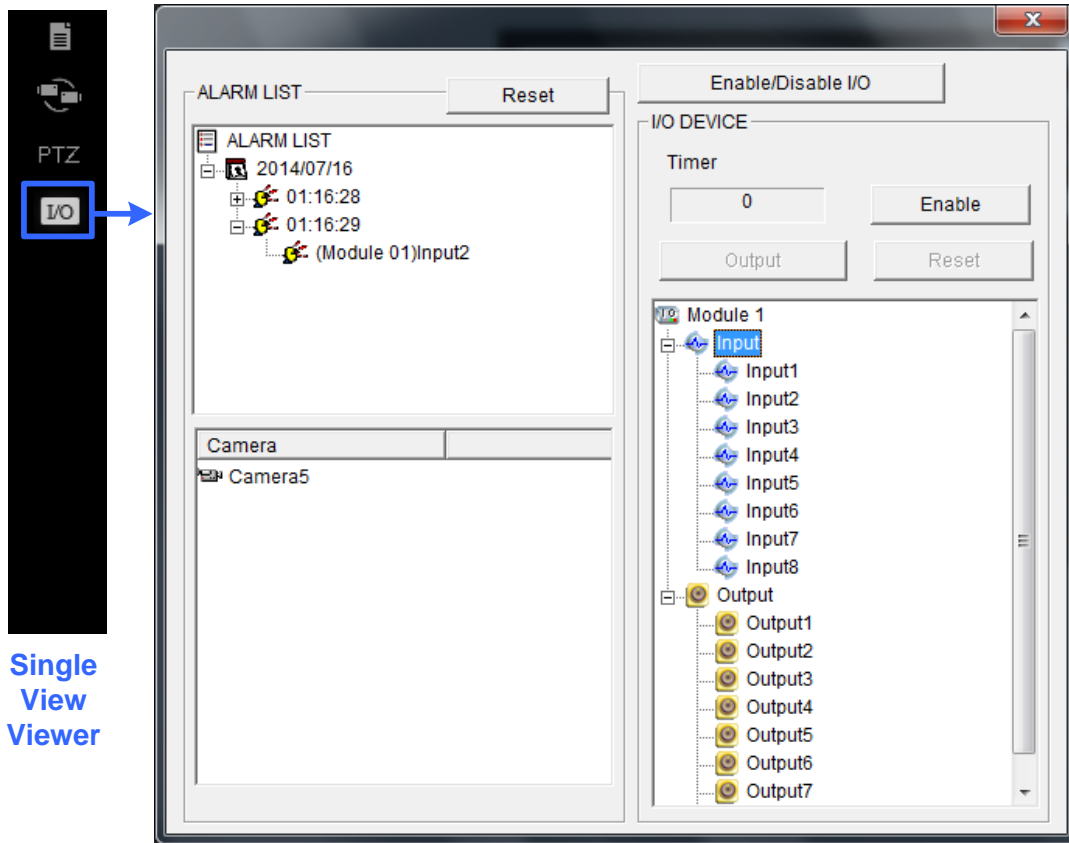 PTZ
I/O
Single
View
Viewer
x
ALARM LIST
Reset
ALARM LIST
2014/07/16
01:16:28
01:16:29
(Module 01)Input2
Camera
Camera5
Enable/Disable I/O
I/O DEVICE
Timer
0
Enable
Output
Reset
Module 1
Input
Input1
Input2
Input3
Input4
Input5
Input6
Input7
Input8
Output
Output1
Output2
Output3
Output4
Output5
Output6
Output7